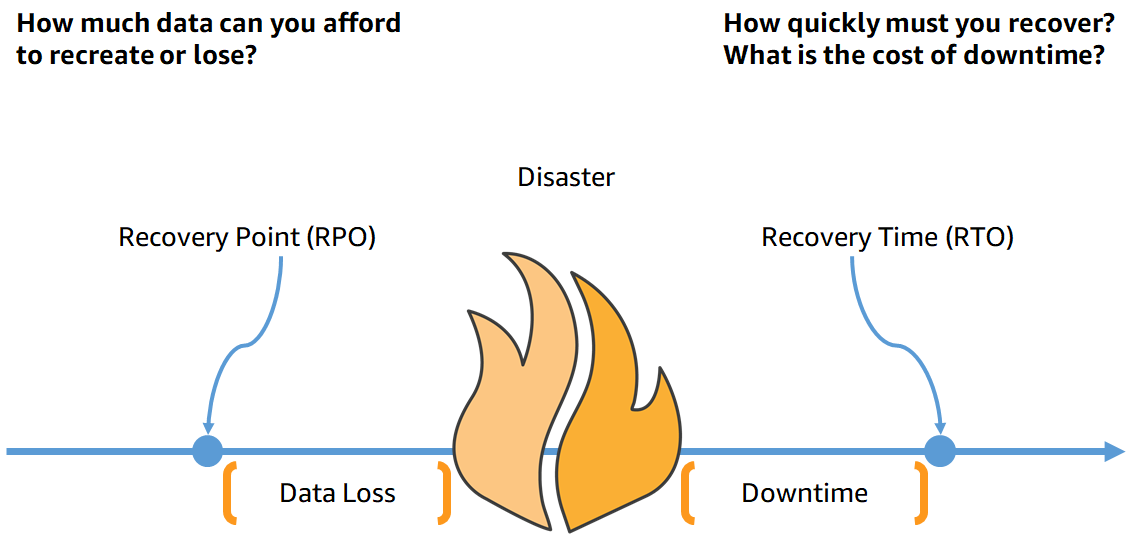 How much data can you afford
to recreate or lose?
How quickly must you recover?
What is the cost of downtime?
Disaster
Recovery Point (RPO)
Recovery Time (RTO)
Data Loss
Downtime